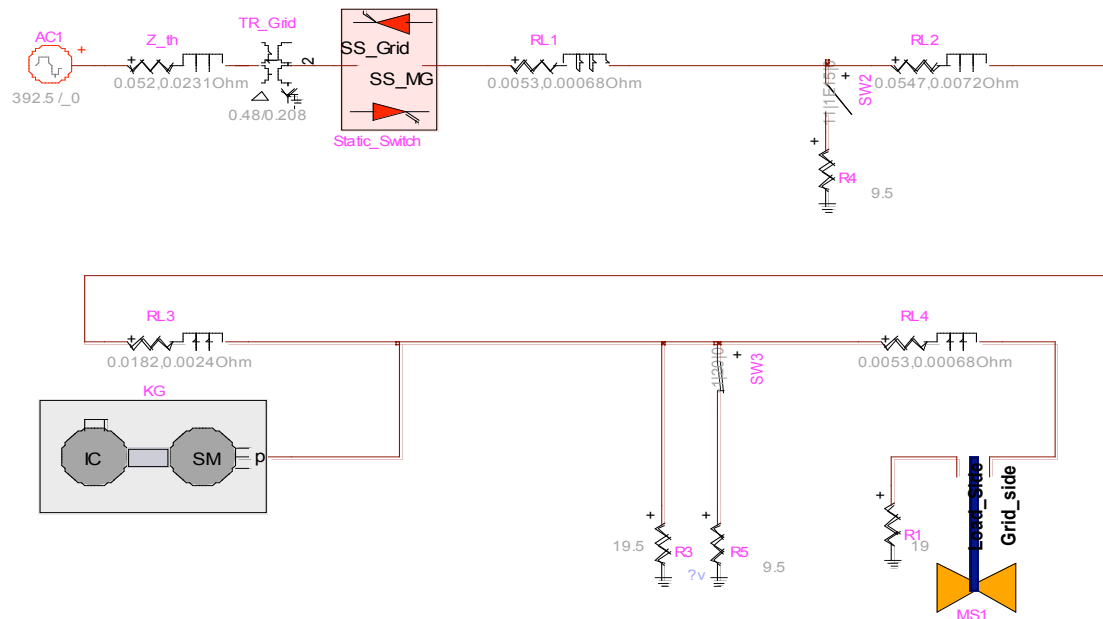 AC1
392.5 /_0
Z_th
0.052,0.0231Ohm
TR_Grid
2
0.48/0.208
SS_Grid
SS_MG
Static_Switch
RL1
0.0053,0.00068Ohm
SW2
R4
9.5
RL2
0.0547,0.0072Ohm
RL3
0.0182,0.0024Ohm
KG
IC
SM
p
SW3
RL4
0.0053,0.00068Ohm
19.5
R3
?v
R5
9.5
R1
19
Load_Side
Grid_side
MS1